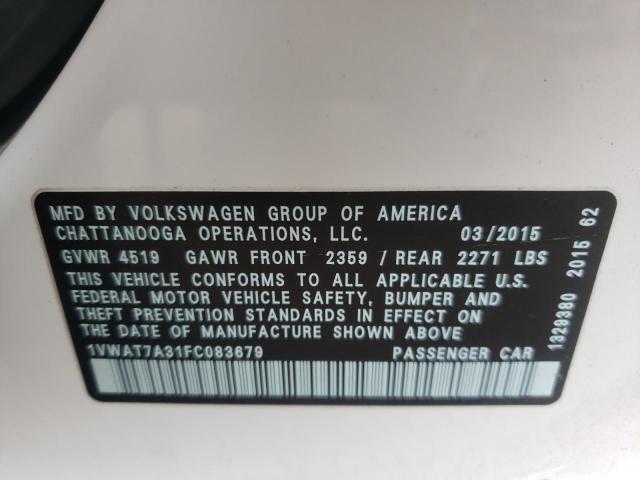 MFD BY VOLKSWAGEN GROUP OF AMERICA
CHATTANOOGA OPERATIONS, LLC. 03/2015
GVWR 4519 GAWR FRONT 2359 / REAR 2271 LBS
THIS VEHICLE CONFORMS TO ALL APPLICABLE U.S.
FEDERAL MOTOR VEHICLE SAFETY, BUMPER AND
THEFT PREVENTION STANDARDS IN EFFECT ON
THE DATE OF MANUFACTURE SHOWN ABOVE
1VWAT7A31FC083679 PASSENGER CAR
1329380 2015 62